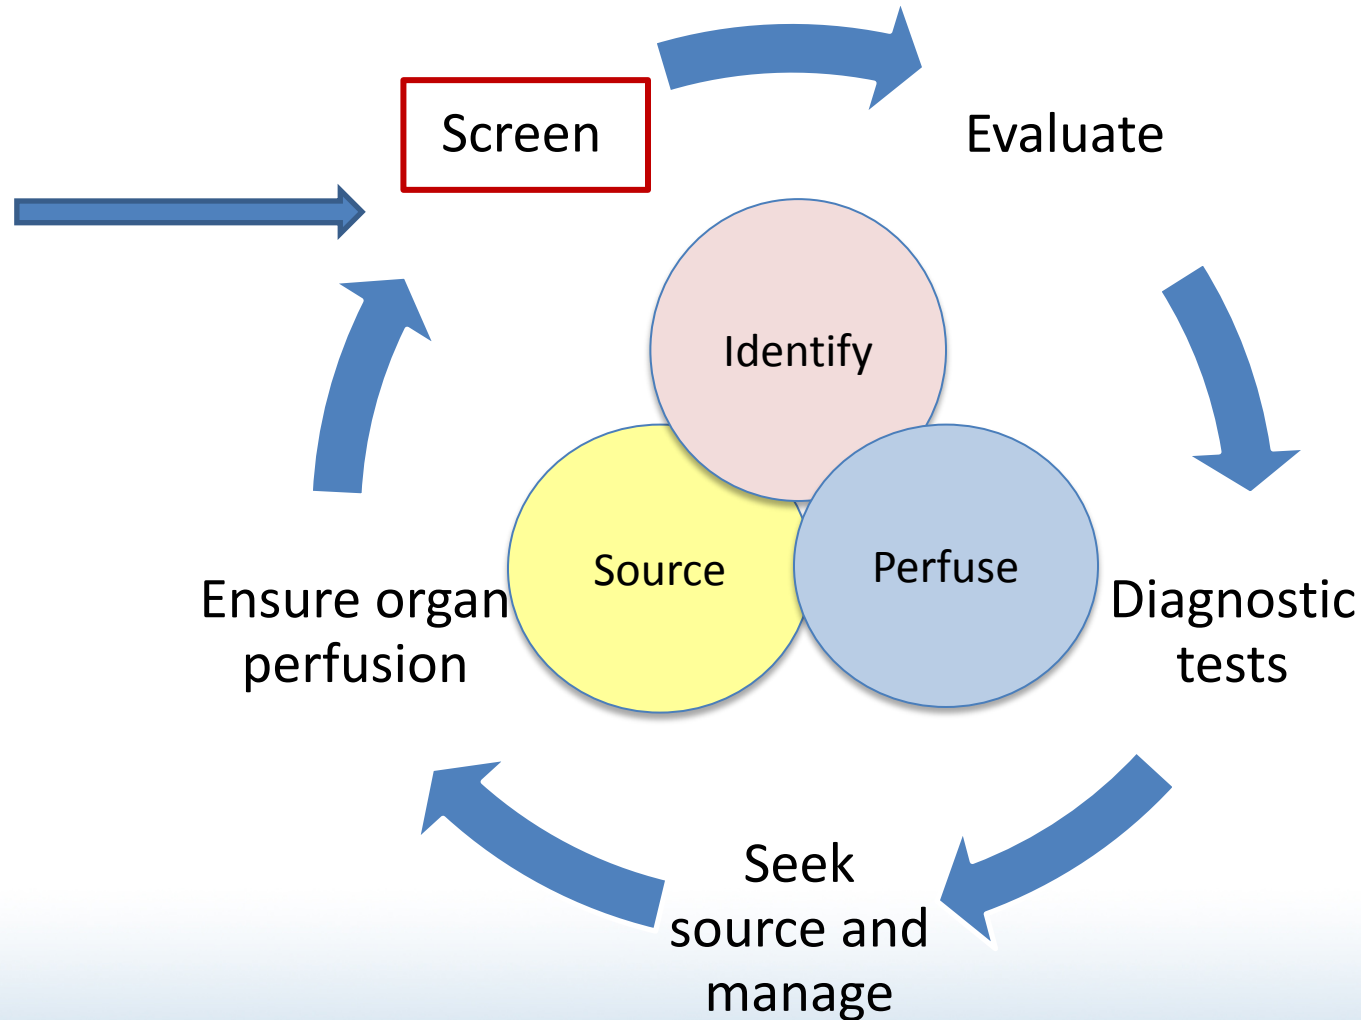 Screen
Evaluate
Identify
Source
Perfuse
Ensure organ
perfusion
Diagnostic
tests
Seek
source and
manage